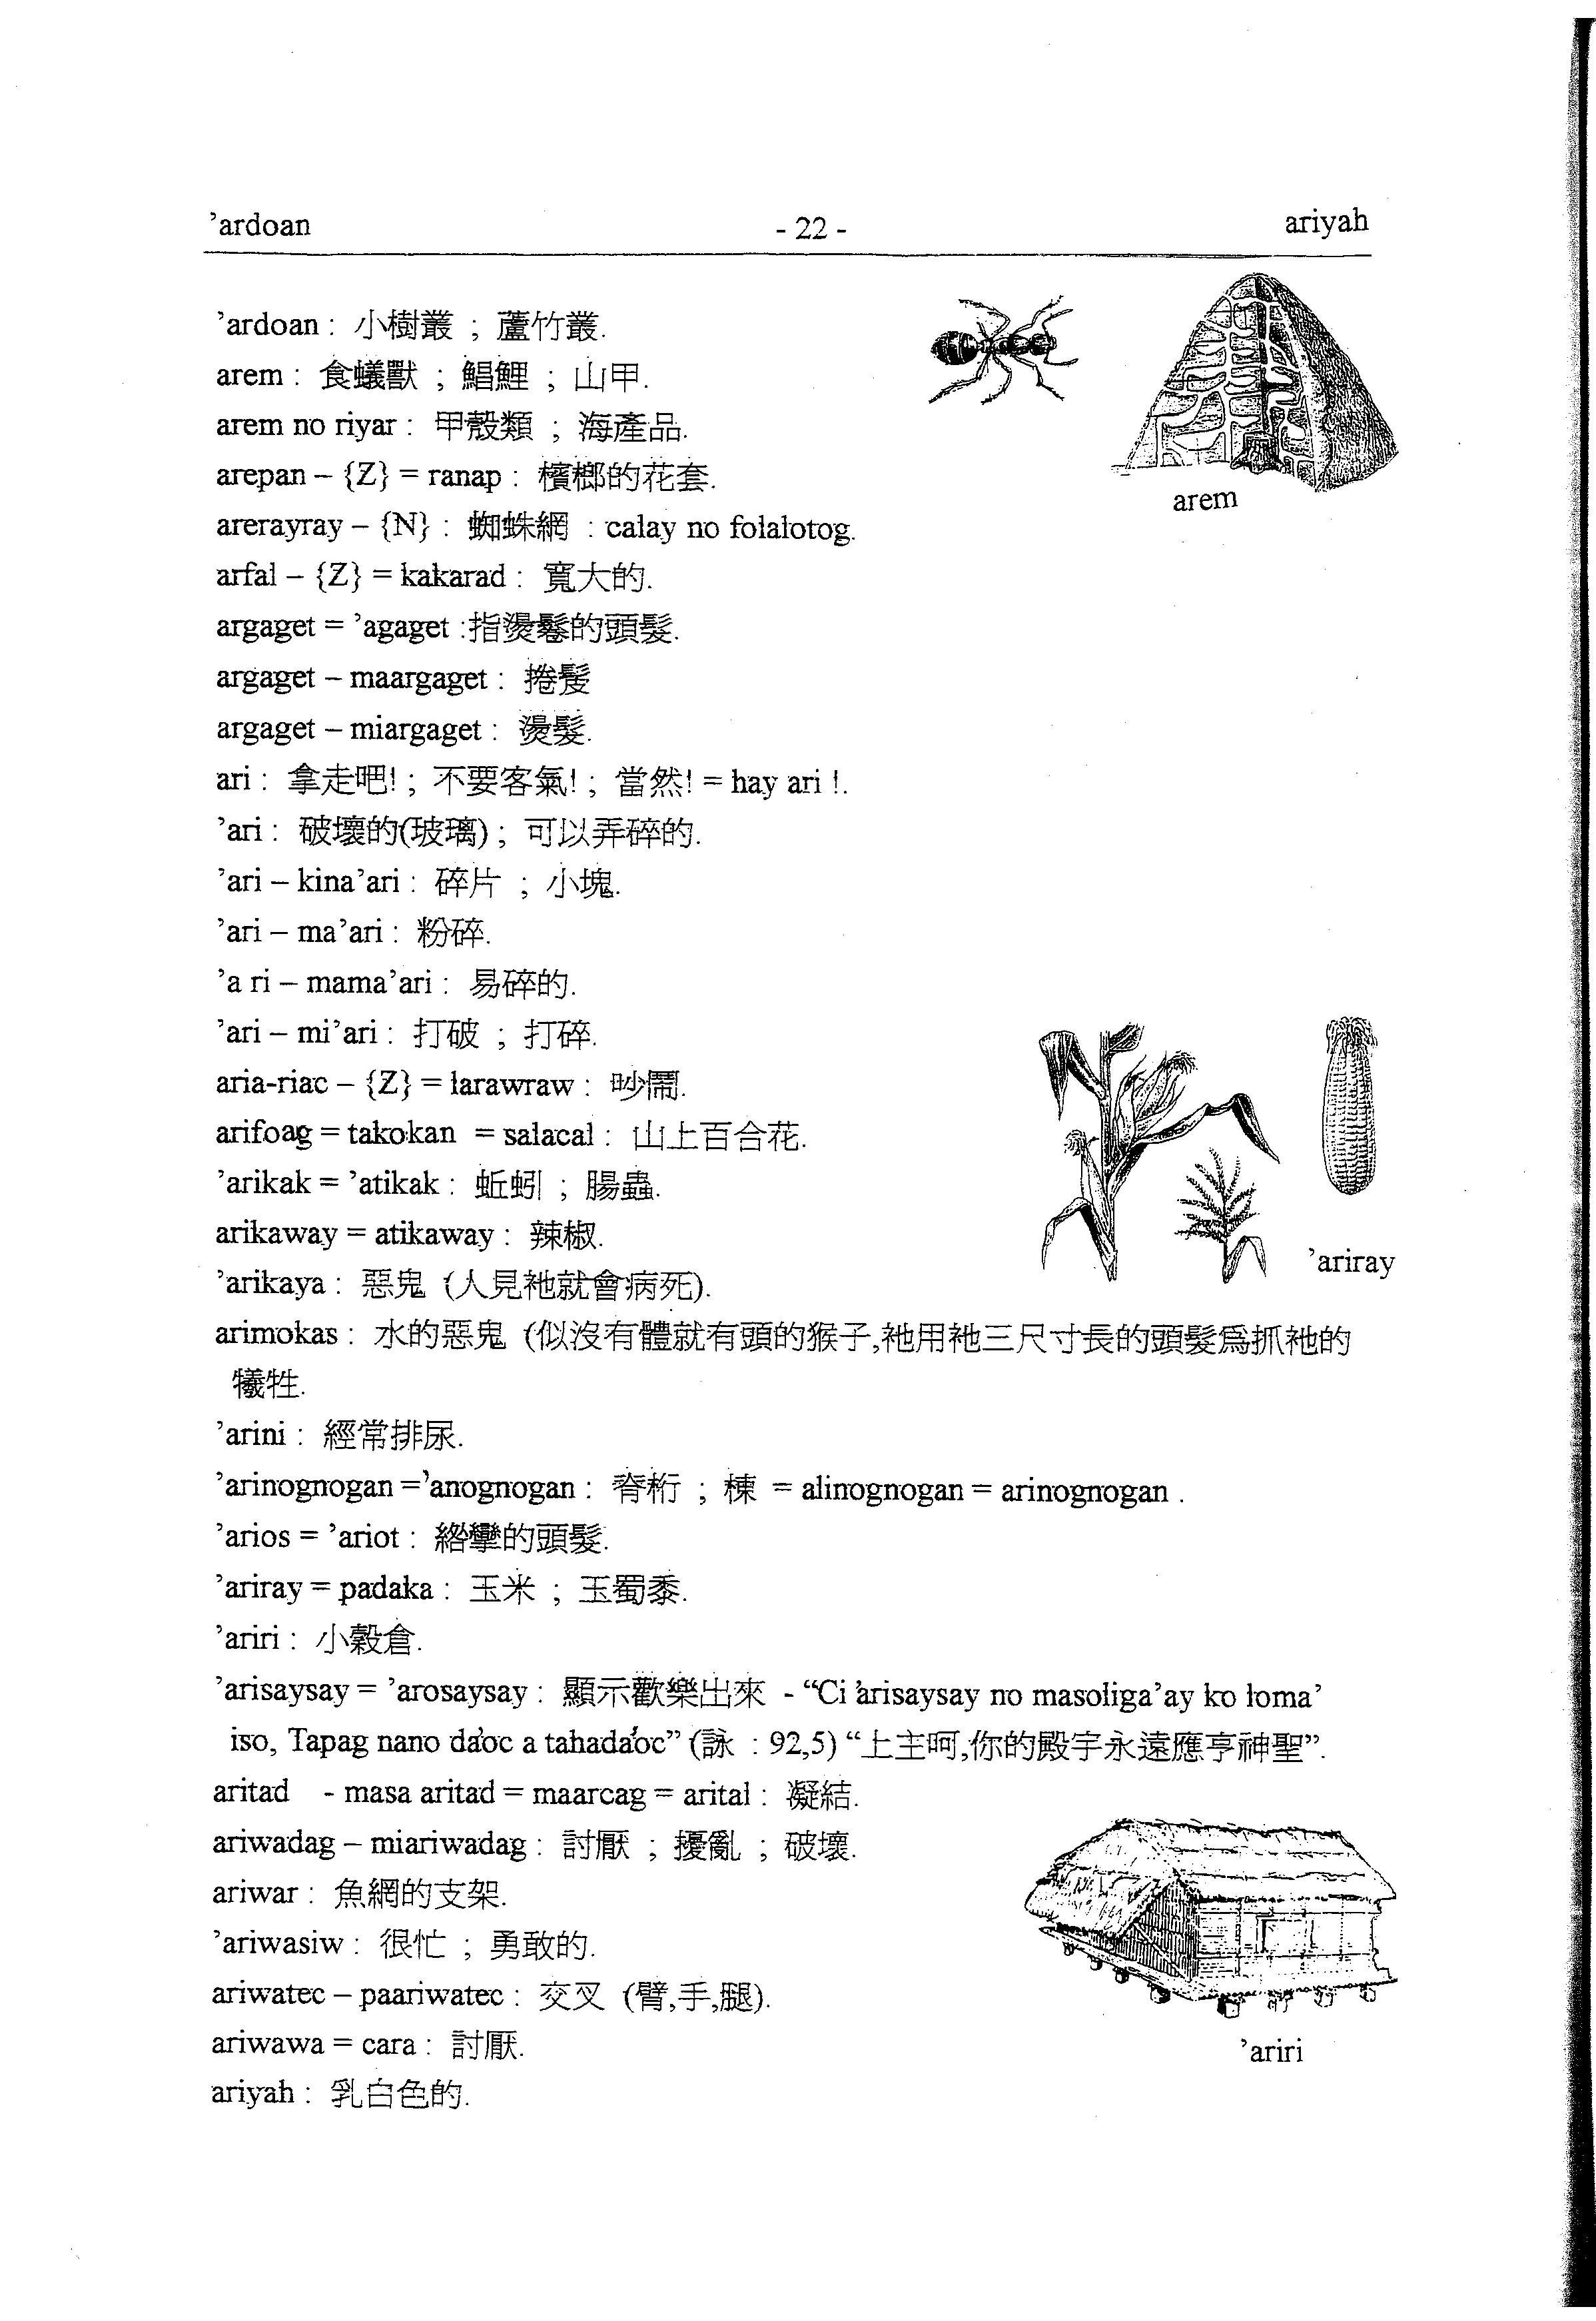 ’ardoan - 22 - ariyah
’ardoan : 小樹叢 ; 蘆竹叢.
arem : 食蟻獸 ; 鯧鯉 ; 山甲.
arem no riyar : 甲殼類 ; 海產品.
arepan – {Z} = ranap : 檳榔的花套.
arem
arerayray – {N} : 蜘蛛網 : calay no folalotog.
arfal – {Z} = kakarad : 寬大的.
argaget = ’agaget :指燙鬈的頭髮.
argaget – maargaget : 捲髮
argaget – miargaget : 燙髮.
ari : 拿走吧! ; 不要客氣! ; 當然! = hay ari !.
’ari : 破壞的(玻璃) ; 可以弄碎的.
’ari – kina’ari : 碎片 ; 小塊.
’ari – ma’ari : 粉碎.
’a ri – mama’ari : 易碎的.
’ari – mi’ari : 打破 ; 打碎.
aria-riac – {Z} = larawraw : 吵鬧.
arifoag = takokan = salacal : 山上百合花.
’arikak = ’atikak : 蚯蚓 ; 腸蟲.
arikaway = atikaway : 辣椒.
’ariray
’arikaya : 惡鬼 (人見祂就會病死).
arimokas : 水的惡鬼 (似沒有體就有頭的猴子,祂用祂三尺寸長的頭髮爲抓祂的
犧牲.
’arini : 經常排尿.
’arinognogan =’anognogan : 脊桁 ; 棟 = alinognogan = arinognogan .
’arios = ’ariot : 綹攣的頭髮.
’ariray = padaka : 玉米 ; 玉蜀黍.
’ariri : 小穀倉.
’arisaysay = ’arosaysay : 顯示歡樂出來 - “Ci ’arisaysay no masoliga’ay ko loma’
iso, Tapag nano da’oc a tahada’oc” (詠 : 92,5) “上主呵,你的殿宇永遠應亨神聖”.
aritad - masa aritad = maarcag = arital : 凝結.
ariwadag – miariwadag : 討厭 ; 擾亂 ; 破壞.
ariwar : 魚網的支架.
’ariwasiw : 很忙 ; 勇敢的.
ariwatec – paariwatec : 交叉 (臂,手,腿).
ariwawa = cara : 討厭.
’ariri
ariyah : 乳白色的.